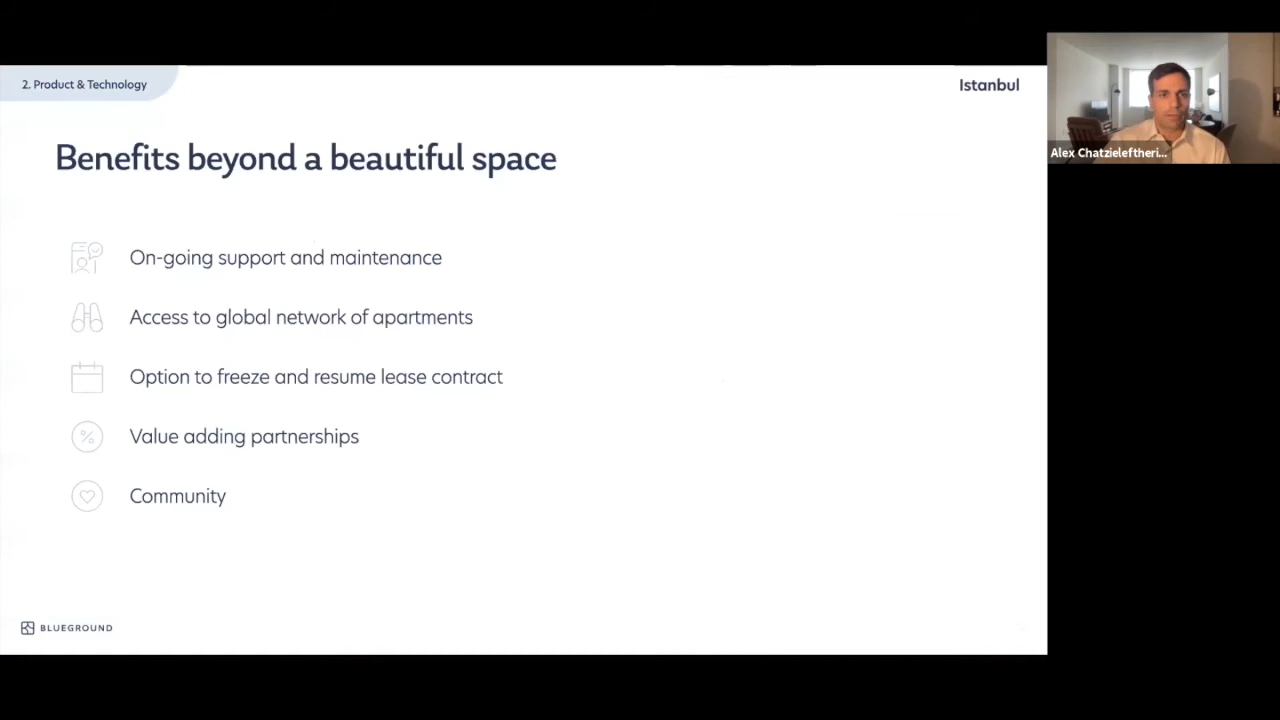 2. Product & Technology
Istanbul
Benefits beyond a beautiful space
On-going support and maintenance
Access to global network of apartments
Option to freeze and resume lease contract
%
Value adding partnerships
Community
BLUEGROUND
Alex Chatzieleftheri...